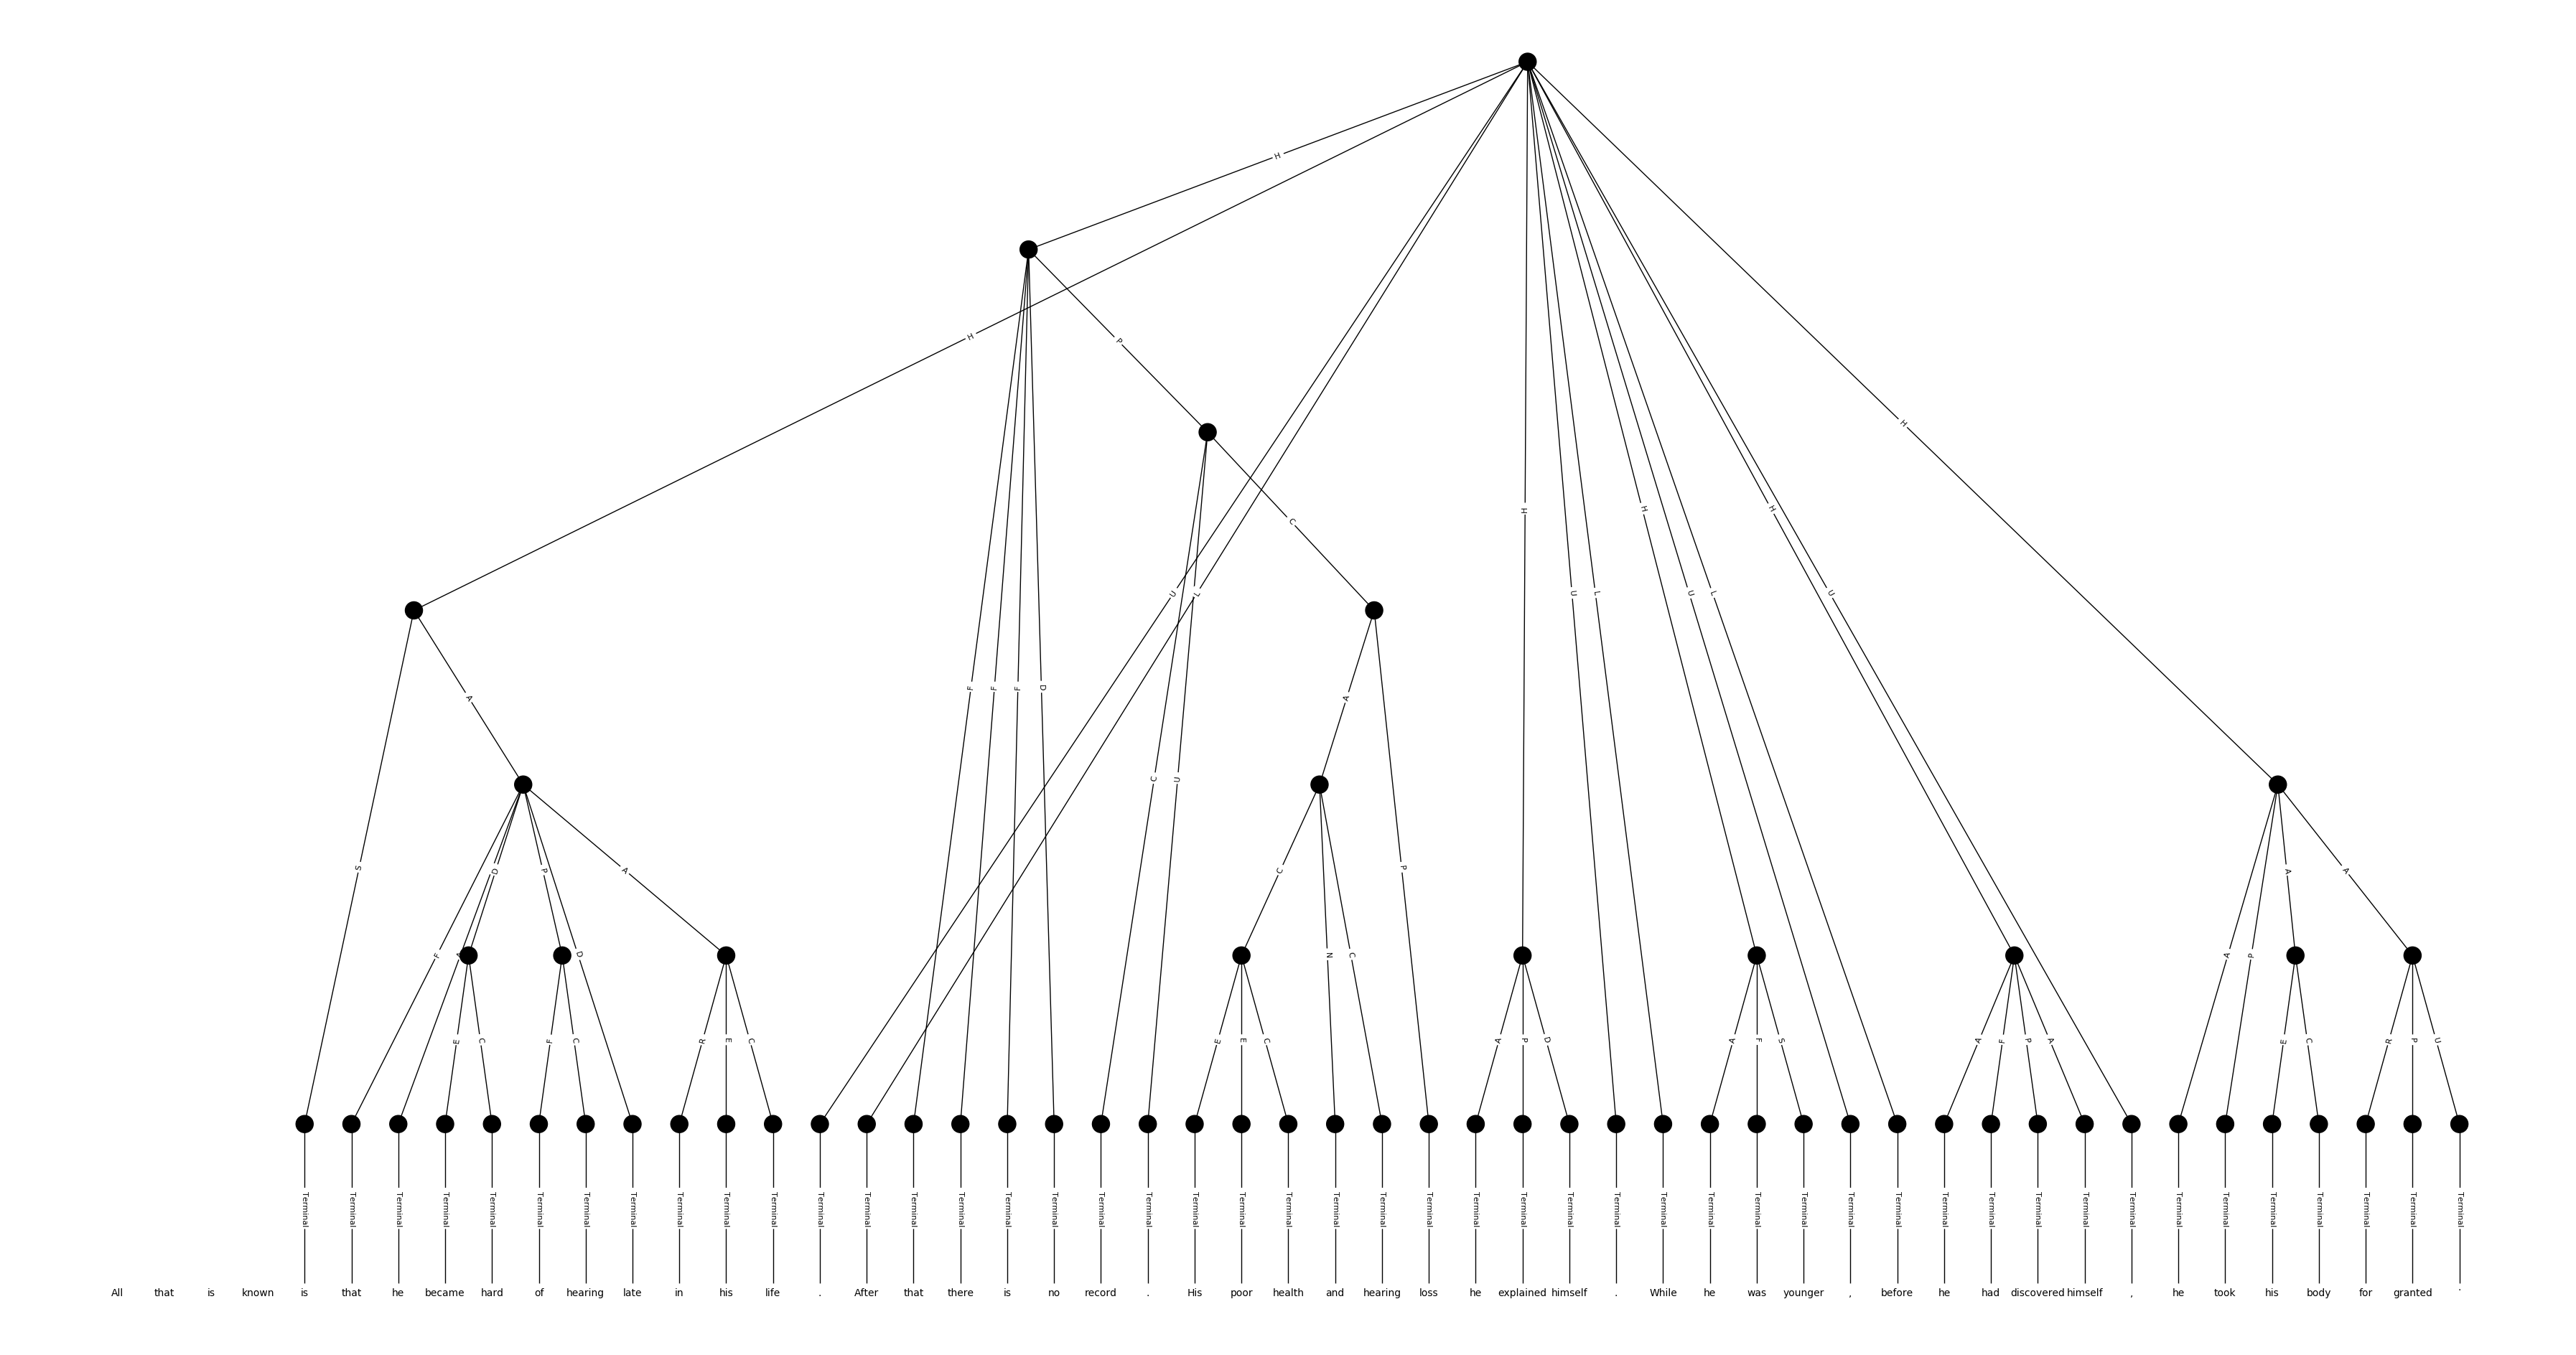 H
H
P
H
C
H
H
H
U
L
U
L
U
L
U
F
F
F
D
A
A
C
U
S
D
P
A
C
P
A
A
F
A
D
N
C
A
P
E
C
F
C
R
E
C
E
E
C
A
P
D
A
F
S
A
F
P
A
E
C
R
P
U
Terminal Terminal Terminal Terminal Terminal Terminal Terminal Terminal Terminal Terminal Terminal Terminal Terminal Terminal Terminal Terminal Terminal Terminal Terminal Terminal Terminal Terminal Terminal Terminal Terminal Terminal Terminal Terminal Terminal Terminal Terminal Terminal Terminal Terminal Terminal Terminal Terminal Terminal Terminal Terminal Terminal Terminal Terminal Terminal Terminal Terminal Terminal
All that is known is that he became hard of hearing late in his life . After that there is no record . His poor health and hearing loss he explained himself . While he was younger , before he had discovered himself , he took his body for granted .